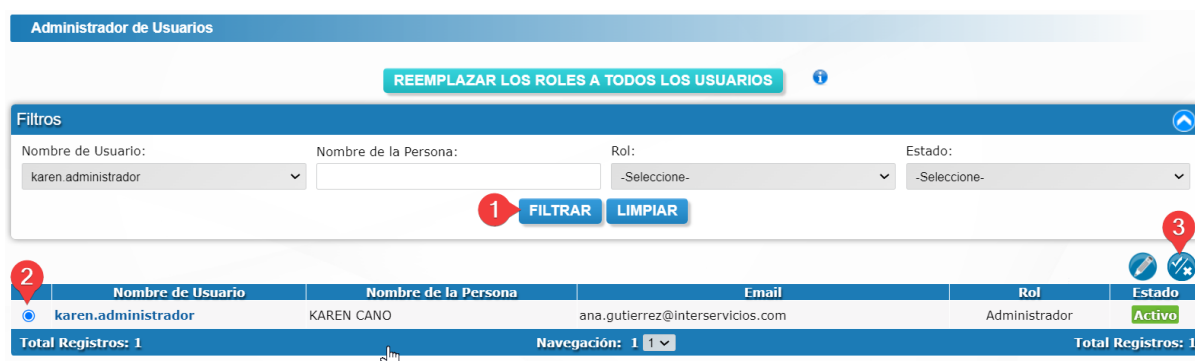 Administrador de Usuarios
REEMPLAZAR LOS ROLES A TODOS LOS USUARIOS
Filtros
Nombre de Usuario: Nombre de la Persona: Rol: Estado:
karen.administrador -Seleccione- -Seleccione-
1 FILTRAR LIMPIAR
3
2
Nombre de Usuario Nombre de la Persona Email Rol Estado
karen.administrador KAREN CANO ana.gutierrez@interservicios.com Administrador Activo
Total Registros: 1 Navegación: 1 1 Total Registros: 1